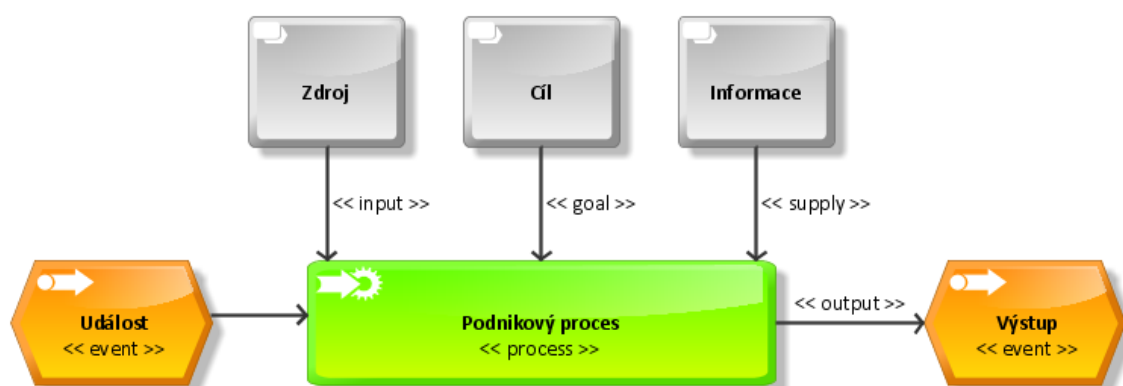 Zdroj
Cíl
Informace
<< input >>
<< goal >>
<< supply >>
Událost
<< event >>
Podnikový proces
<< process >>
<< output >>
Výstup
<< event >>